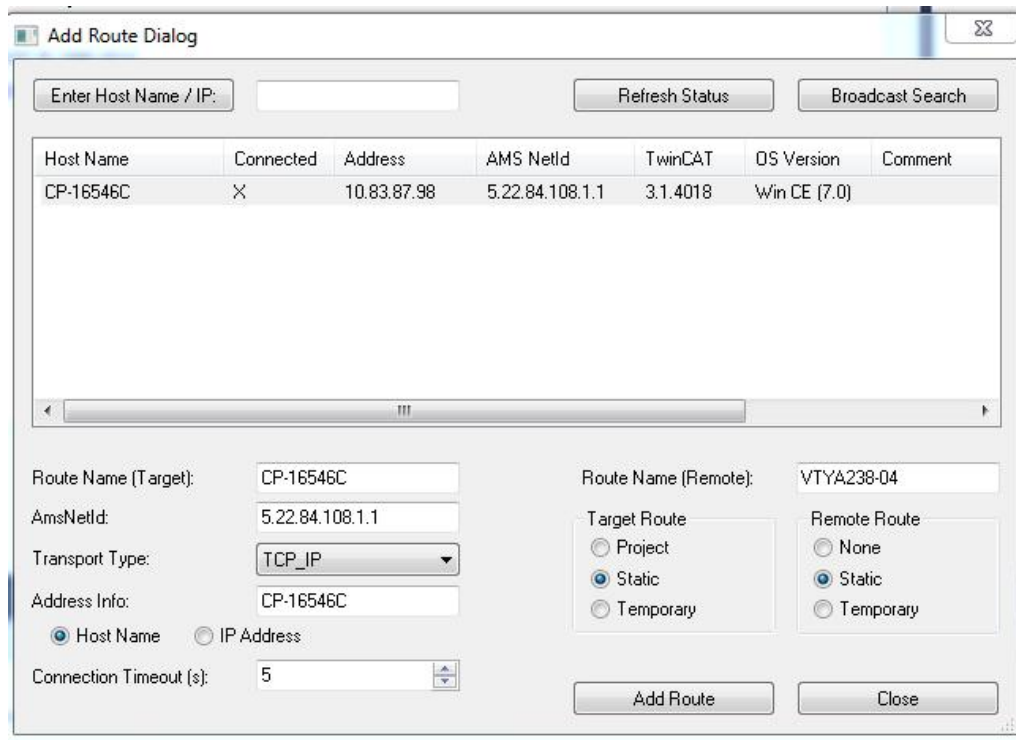 Add Route Dialog
Enter Host Name / IP:
Refresh Status
Broadcast Search
Host Name Connected Address AMS NetId TwinCAT OS Version Comment
CP-16546C X 10.83.87.98 5.22.84.108.1.1 3.1.4018 Win CE (7.0)
Route Name (Target): CP-16546C
Route Name (Remote): VTYA238-04
AmsNetId: 5.22.84.108.1.1
Target Route
Remote Route
Transport Type: TCP_IP
Project
None
Static
Static
Address Info: CP-16546C
Temporary
Temporary
Host Name IP Address
Connection Timeout (s): 5
Add Route
Close